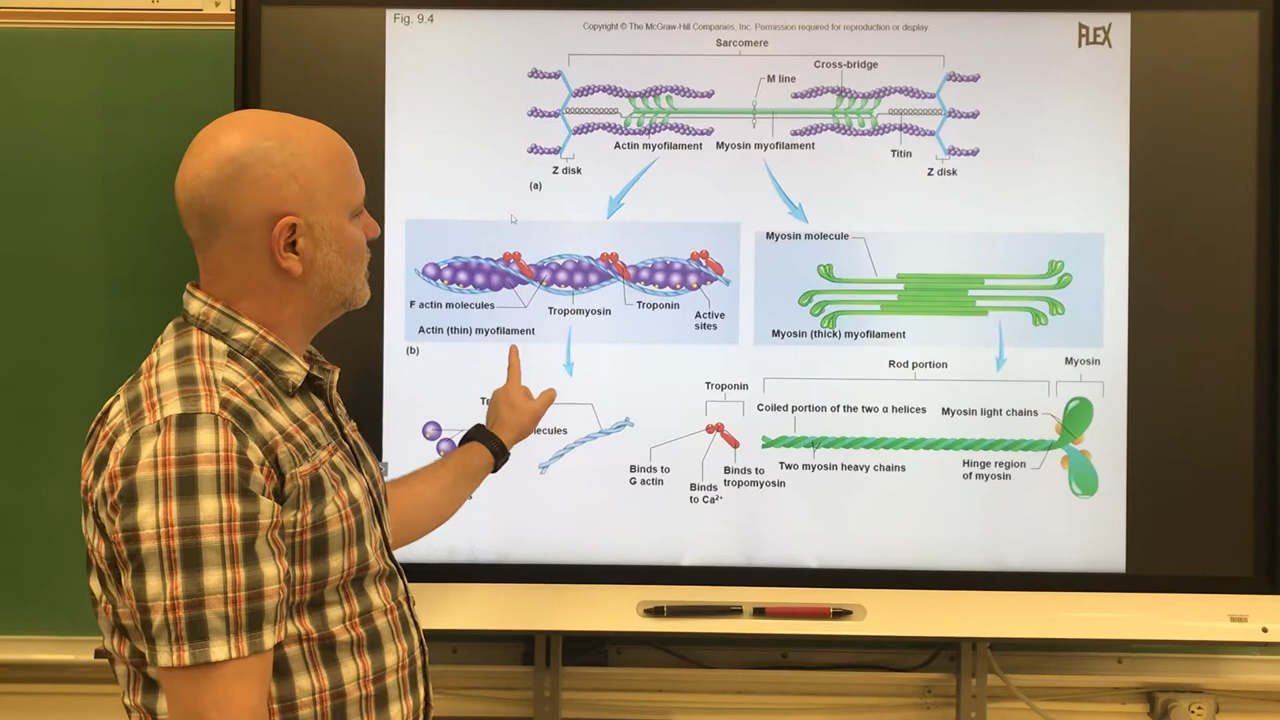 Fig. 9.4
Copyright © The McGraw-Hill Companies, Inc. Permission required for reproduction or display.
FLEX
Sarcomere
Cross-bridge
M line
Actin myofilament
Myosin myofilament
Titin
Z disk
Z disk
(a)
Myosin molecule
F actin molecules
Tropomyosin
Troponin
Active
sites
Actin (thin) myofilament
Myosin (thick) myofilament
(b)
Rod portion
Myosin
Troponin
Coiled portion of the two α helices
Myosin light chains
Two myosin heavy chains
Hinge region
of myosin
Binds to
G actin
Binds
to Ca²⁺
Binds to
tropomyosin